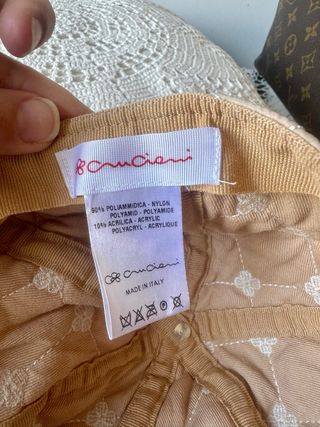 cruciani
90% POLIAMMIDICA - NYLON
POLYAMID - POLYAMIDE
10% ACRILICA - ACRYLIC
POLYACRYL - ACRYLIQUE
cruciani
MADE IN ITALY